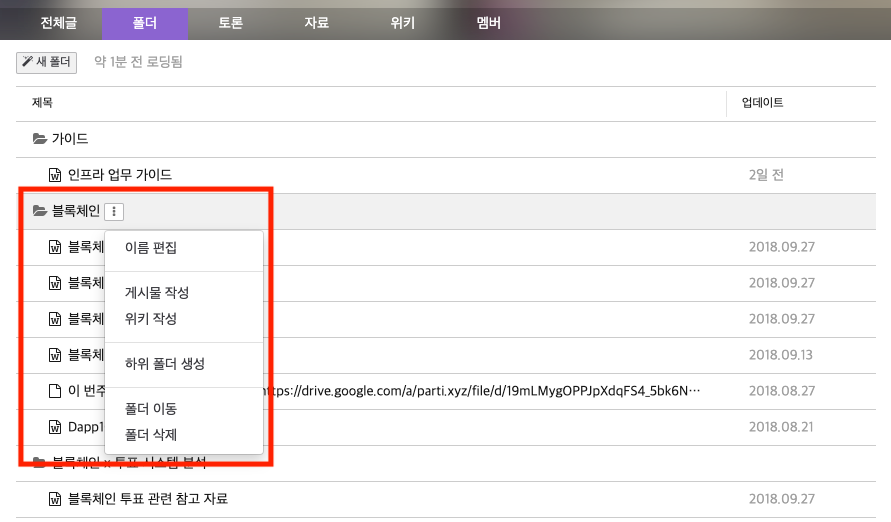 전체글 폴더 토론 자료 위키 멤버
새 폴더 약 1분 전 로딩됨
제목 업데이트
가이드
인프라 업무 가이드 2일 전
블록체인
이름 편집
블록체 2018.09.27
블록체 게시물 작성 2018.09.27
블록체 위키 작성 2018.09.27
블록체 하위 폴더 생성 2018.09.13
이 번주 https://drive.google.com/a/parti.xyz/file/d/19mLMygOPPJpXdqFS4_5bk6N… 2018.08.27
폴더 이동
Dapp1 2018.08.21
폴더 삭제
블록체인 x 투표 시스템 분석
블록체인 투표 관련 참고 자료 2018.09.27